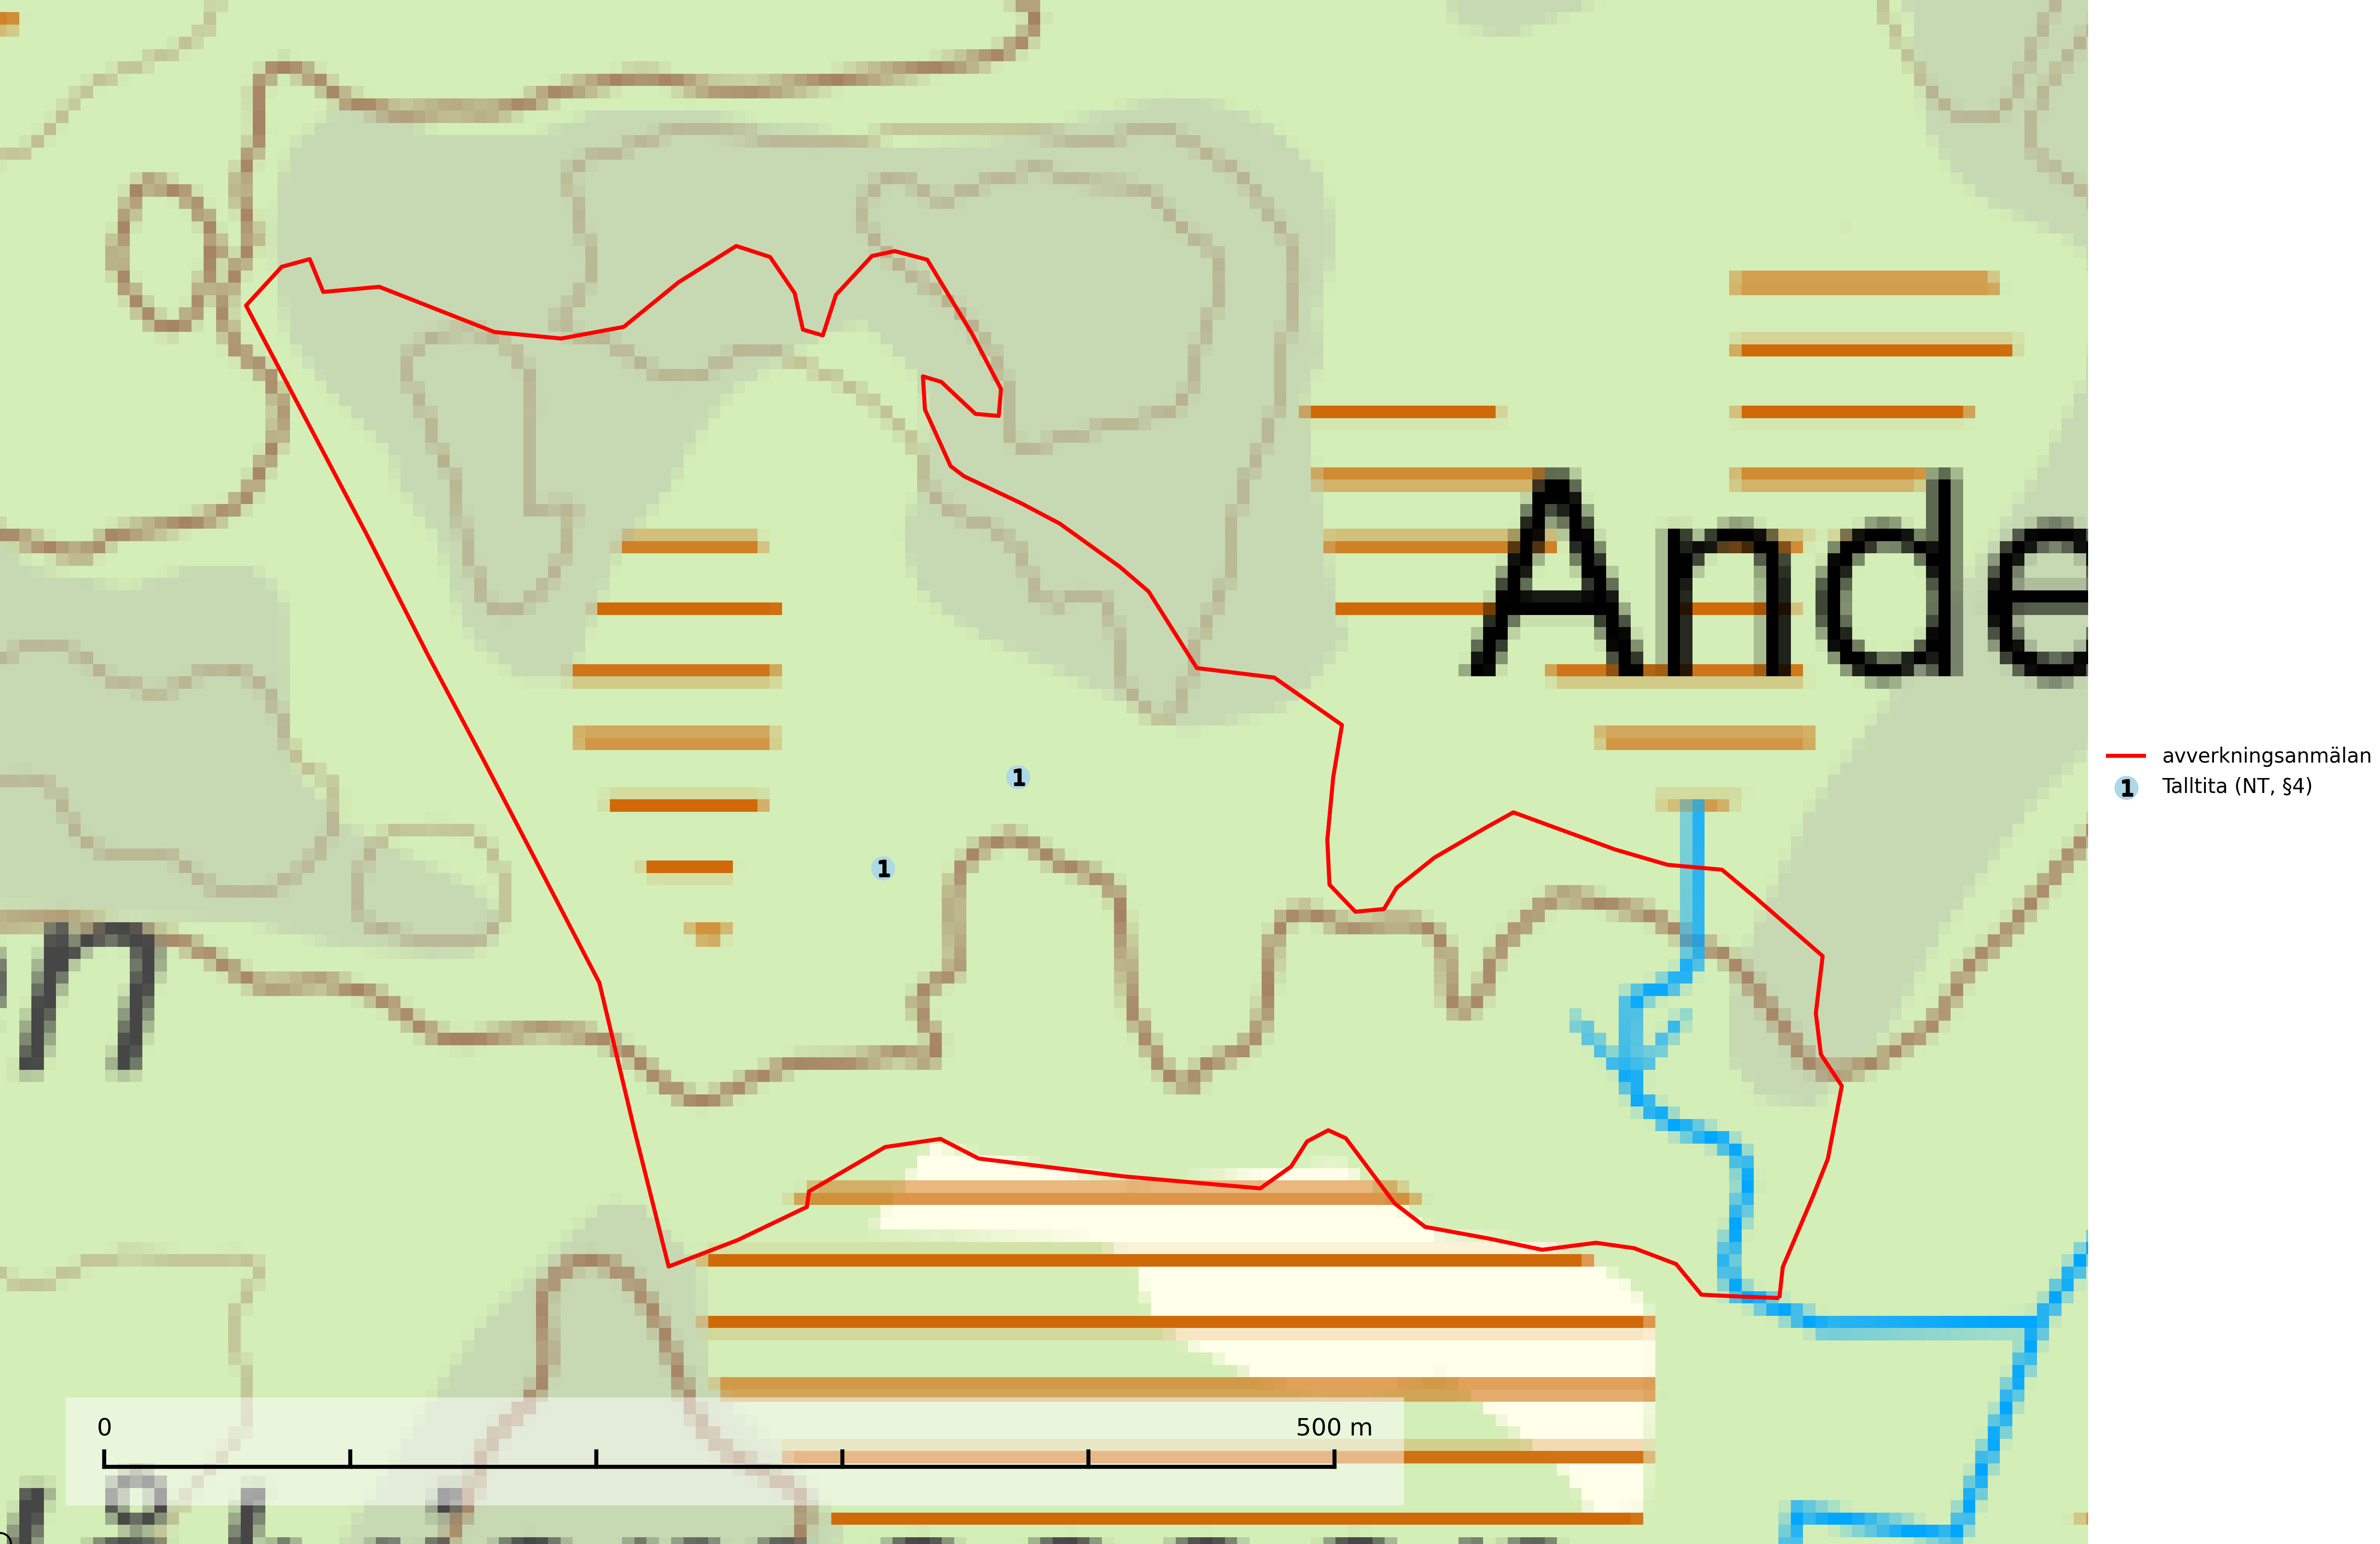 Ande
1
1
n
avverkningsanmälan
1 Talltita (NT, §4)
0 500 m